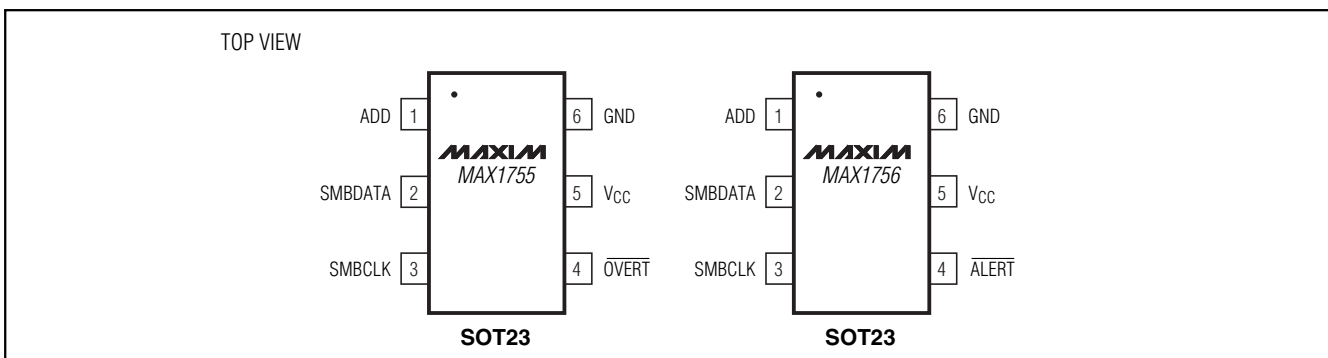 TOP VIEW
ADD 1 6 GND ADD 1 6 GND
MAXIM MAXIM
MAX1755 MAX1756
SMBDATA 2 5 VCC SMBDATA 2 5 VCC
SMBCLK 3 4 OVERT SMBCLK 3 4 ALERT
SOT23 SOT23